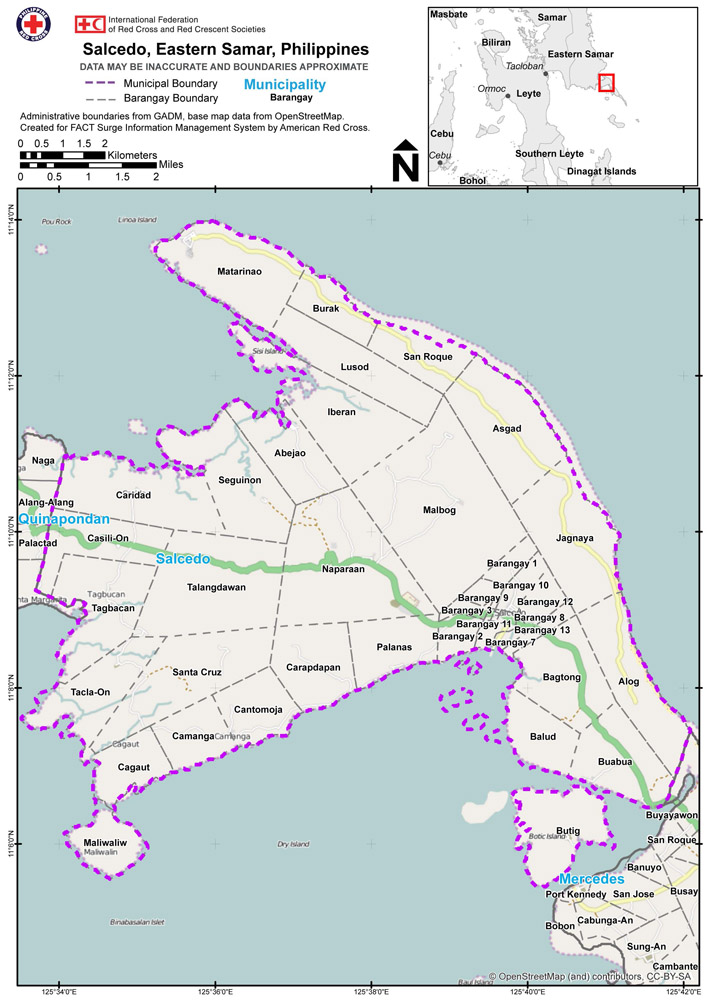 PHILIPPINE
RED CROSS
International Federation
of Red Cross and Red Crescent Societies
Salcedo, Eastern Samar, Philippines
DATA MAY BE INACCURATE AND BOUNDARIES APPROXIMATE
Municipal Boundary
Municipality
Barangay Boundary
Barangay
Administrative boundaries from GADM, base map data from OpenStreetMap.
Created for FACT Surge Information Management System by American Red Cross.
0 0.5 1 1.5 2
Kilometers
Miles
0 0.5 1 1.5 2
N
Masbate
Samar
Biliran
Eastern Samar
Tacloban
Ormoc
Leyte
Cebu
Cebu
Southern Leyte
Dinagat Islands
Bohol
11°14'0"N
11°12'0"N
11°10'0"N
11°8'0"N
11°6'0"N
Pou Rock
Linoa Island
Matarinao
Burak
Sisi Island
San Roque
Lusod
Iberan
Asgad
Abejao
Naga
Seguinon
Caridad
Alang-Alang
Malbog
Quinapondan
Casili-On
Palactad
Jagnaya
Salcedo
Naparaan
Barangay 1
Talangdawan
Barangay 10
Tagbucan
Barangay 9
nta Margarita
Barangay 12
Tagbacan
Barangay 3
Salcedo
Barangay 8
Barangay 11
Barangay 13
Barangay 2
Barangay 7
Palanas
Carapdapan
Santa Cruz
Bagtong
Alog
Tacla-On
Cantomoja
Camanga
Camanga
Balud
Cagaut
Cagaut
Buabua
Buyayawon
Butig
Botic Island
San Roque
Maliwaliw
Maliwalin
Dry Island
Banuyo
Mercedes
Port Kennedy
San Jose
Busay
Cabunga-An
Bobon
Binabasalan Islet
Sung-An
Cambante
© OpenStreetMap (and) contributors, CC-BY-SA
Baul Island
125°34'0"E
125°36'0"E
125°38'0"E
125°40'0"E
125°42'0"E